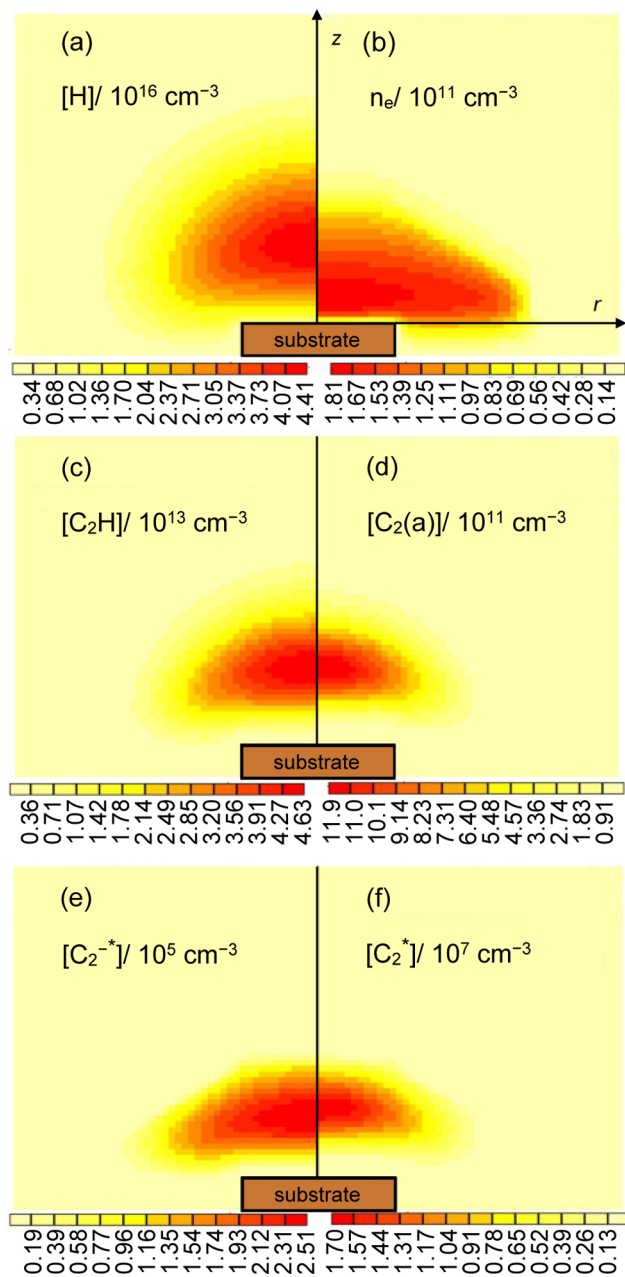 (a) z (b)
[H]/ 10¹⁶ cm⁻³ nₑ/ 10¹¹ cm⁻³
r
substrate
0.34 0.68 1.02 1.36 1.70 2.04 2.37 2.71 3.05 3.37 3.73 4.07 4.41 1.81 1.67 1.53 1.39 1.25 1.11 0.97 0.83 0.69 0.56 0.42 0.28 0.14
(c) (d)
[C₂H]/ 10¹³ cm⁻³ [C₂(a)]/ 10¹¹ cm⁻³
substrate
0.36 0.71 1.07 1.42 1.78 2.14 2.49 2.85 3.20 3.56 3.91 4.27 4.63 11.9 11.0 10.1 9.14 8.23 7.31 6.40 5.48 4.57 3.36 2.74 1.83 0.91
(e) (f)
[C₂⁻*]/ 10⁵ cm⁻³ [C₂*]/ 10⁷ cm⁻³
substrate
0.19 0.39 0.58 0.77 0.96 1.16 1.35 1.54 1.74 1.93 2.12 2.31 2.51 1.70 1.57 1.44 1.31 1.17 1.04 0.91 0.78 0.65 0.52 0.39 0.26 0.13